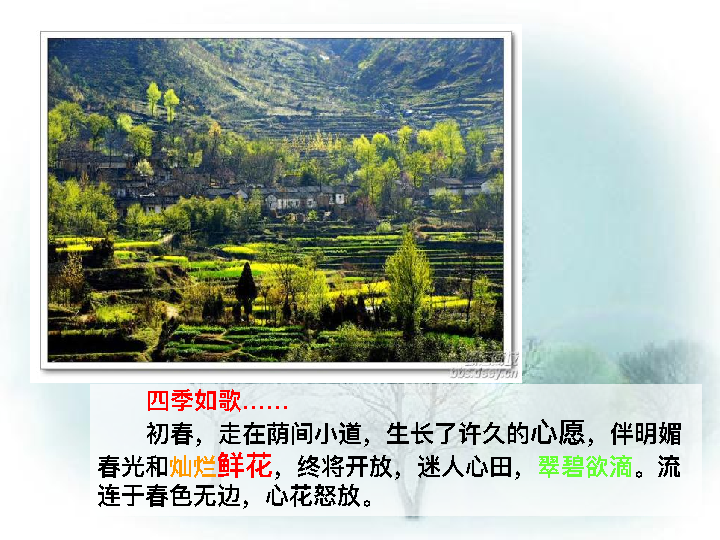 四季如歌……
初春，走在荫间小道，生长了许久的心愿，伴明媚
春光和灿烂鲜花，终将开放，迷人心田，翠碧欲滴。流
连于春色无边，心花怒放。